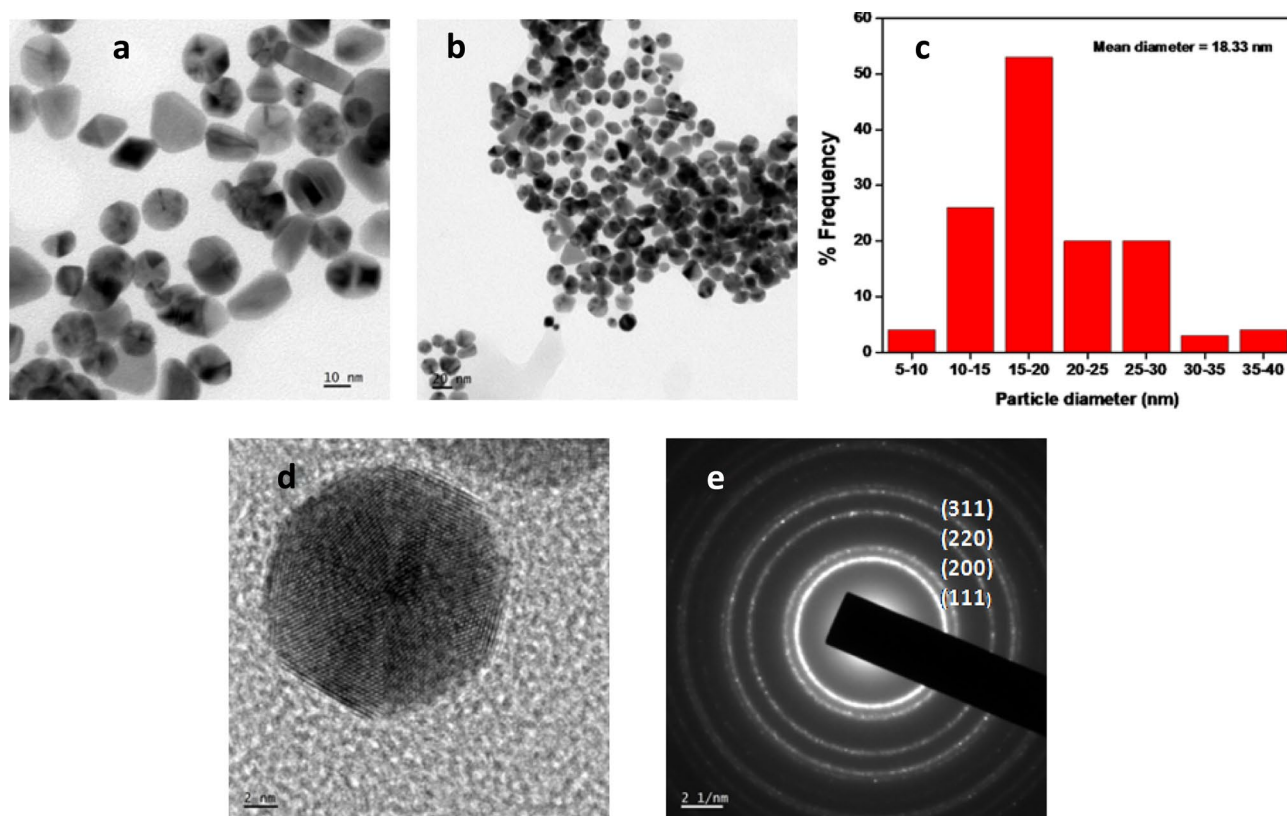 a
10 nm
b
20 nm
c
Mean diameter = 18.33 nm
60
50
40
30
20
10
0
% Frequency
5-10
10-15
15-20
20-25
25-30
30-35
35-40
Particle diameter (nm)
d
2 nm
e
(311)
(220)
(200)
(111)
2 1/nm